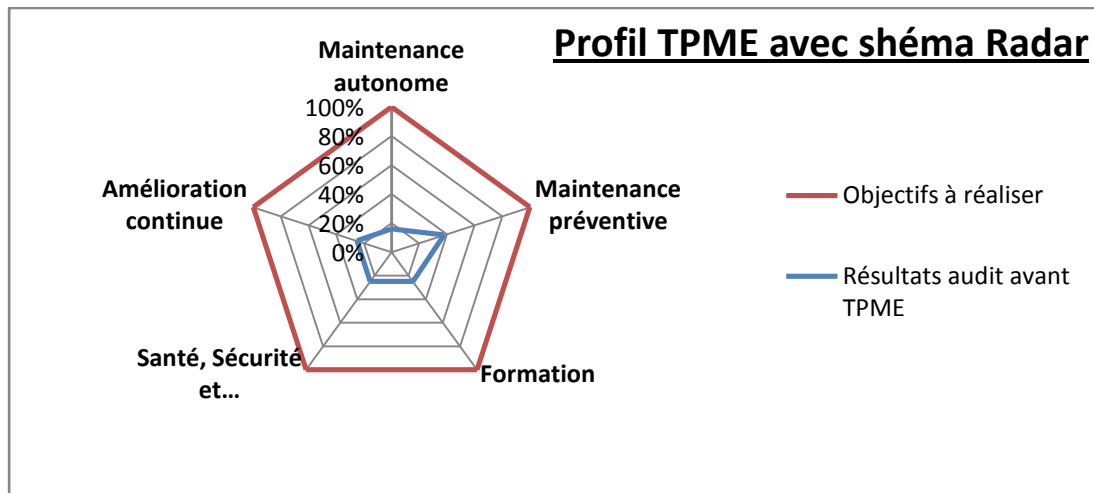 Profil TPME avec shéma Radar
Maintenance
autonome
100%
80%
60%
40%
20%
0%
Maintenance
préventive
Formation
Santé, Sécurité
et...
Amélioration
continue
Objectifs à réaliser
Résultats audit avant
TPME